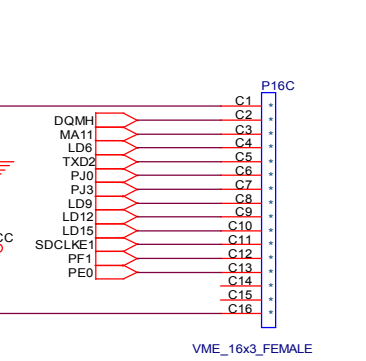 P16C
C1
DQMH C2
MA11 C3
LD6 C4
TXD2 C5
PJ0 C6
PJ3 C7
LD9 C8
LD12 C9
LD15 C10
SDCLKE1 C11
PF1 C12
PE0 C13
C14
C15
C16
VME_16x3_FEMALE